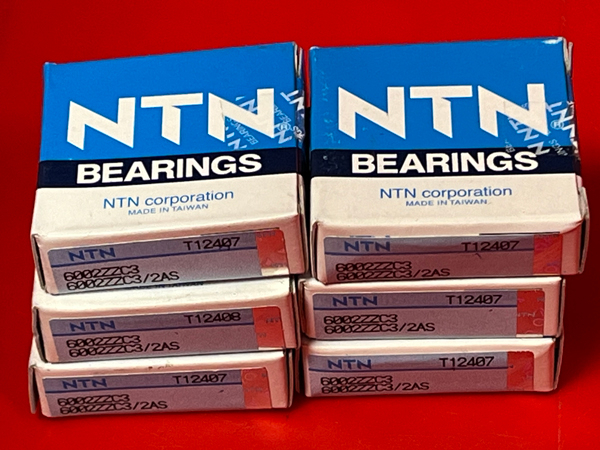 NTN®
BEARINGS
NTN corporation
MADE IN TAIWAN
NTN T12407
6002ZZC3
6002ZZC3/2AS
NTN T12408
6002ZZC3
6002ZZC3/2AS
NTN T12407
6002ZZC3
6002ZZC3/2AS
NTN®
BEARINGS
NTN corporation
MADE IN TAIWAN
NTN T12407
6002ZZC3
6002ZZC3/2AS
NTN T12407
6002ZZC3
6002ZZC3/2AS
NTN T12407
6002ZZC3
6002ZZC3/2AS